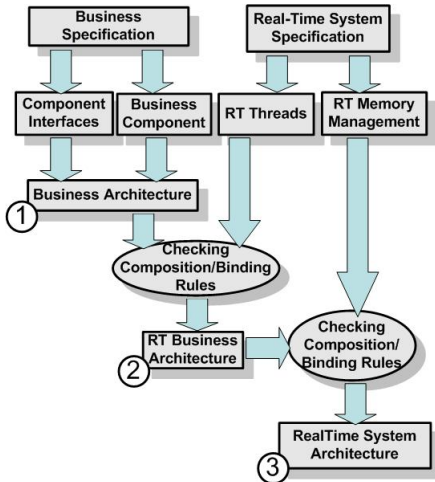 Business
Specification
Real-Time System
Specification
Component
Interfaces
Business
Component
RT Threads
RT Memory
Management
Business Architecture
1
Checking
Composition/Binding
Rules
RT Business
Architecture
2
Checking
Composition/
Binding Rules
RealTime System
Architecture
3